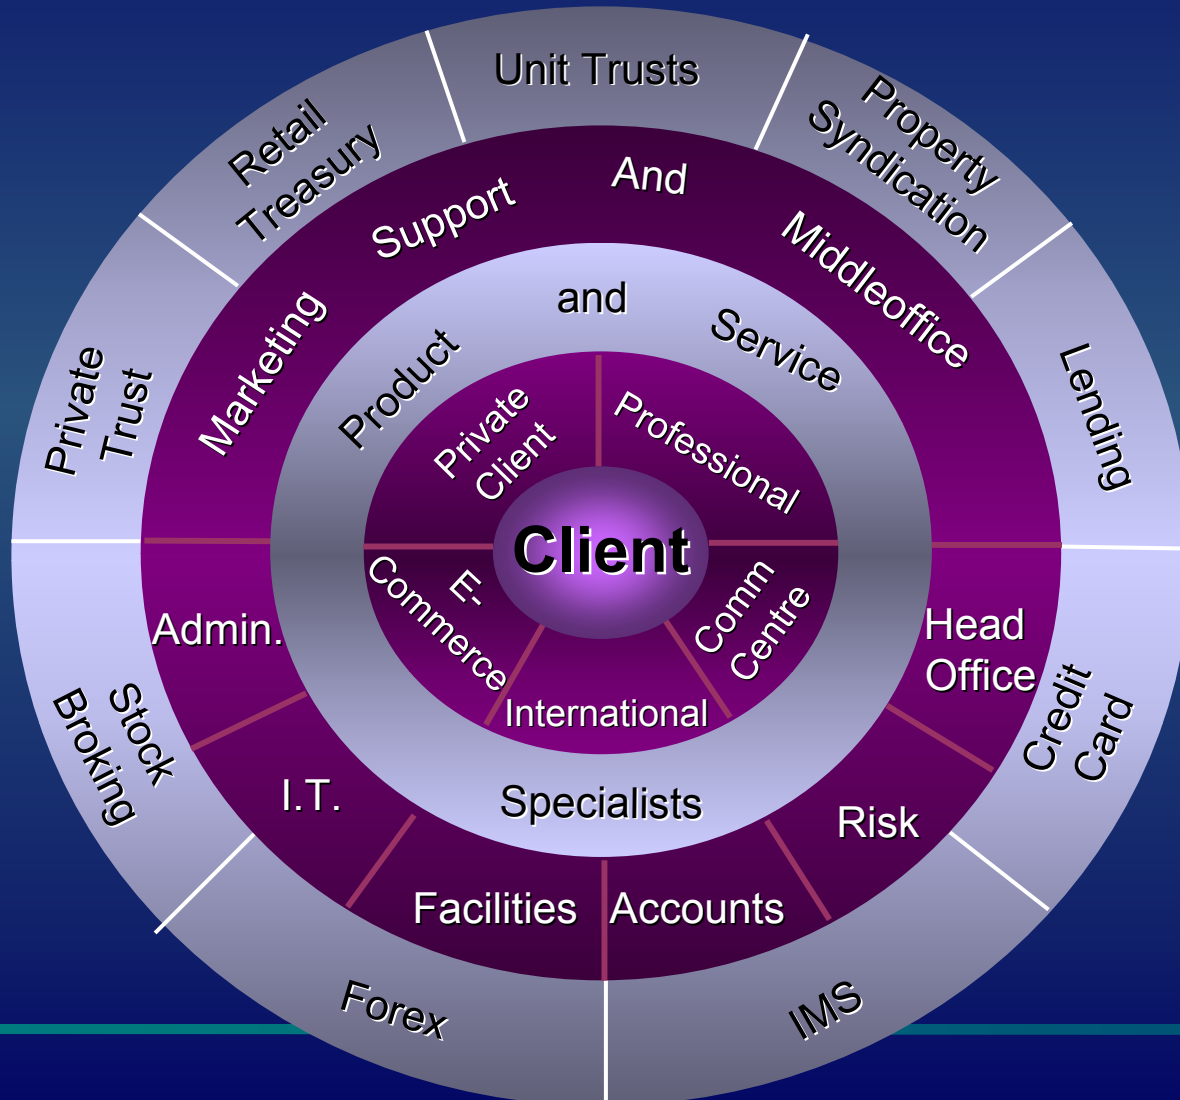 Unit Trusts
Property
Syndication
Lending
Credit
Card
IMS
Forex
Stock
Broking
Private
Trust
Retail
Treasury
Marketing
Support
And
Middleoffice
Head
Office
Risk
Accounts
Facilities
I.T.
Admin.
Product
and
Service
Specialists
Private
Client
Professional
Comm
Centre
International
E-
Commerce
Client